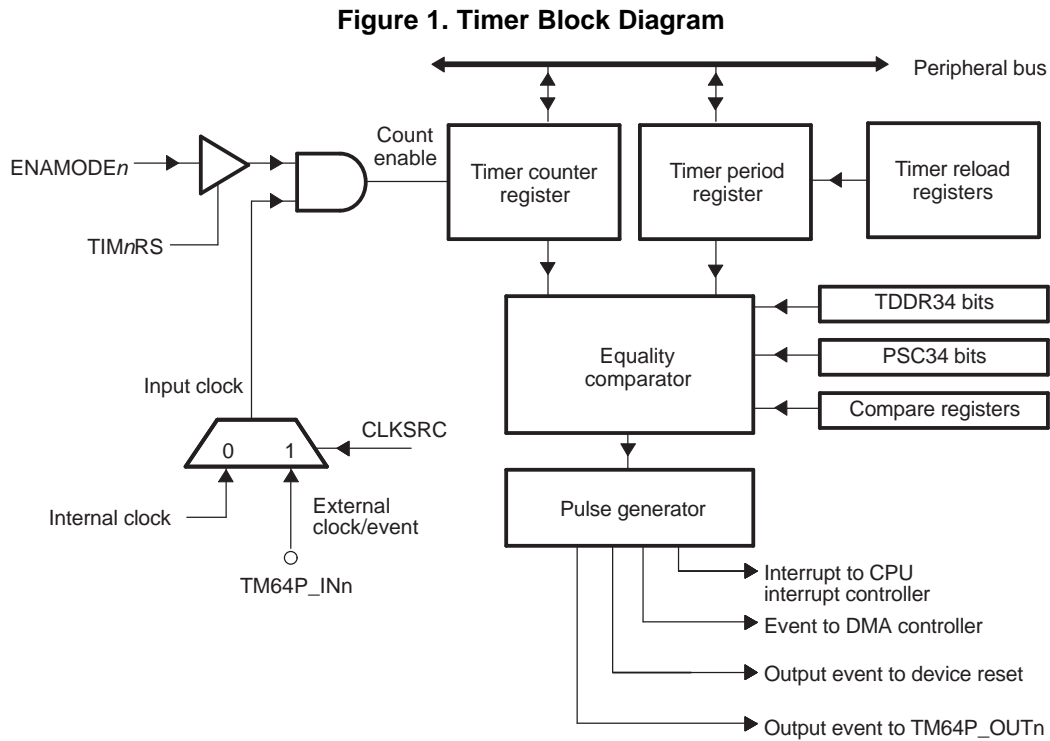 Figure 1. Timer Block Diagram
Peripheral bus
Count
enable
ENAMODEn
Timer counter
register
Timer period
register
Timer reload
registers
TIMnRS
TDDR34 bits
Equality
comparator
PSC34 bits
Input clock
Compare registers
CLKSRC
0 1
Pulse generator
Internal clock
External
clock/event
TM64P_INn
Interrupt to CPU
interrupt controller
Event to DMA controller
Output event to device reset
Output event to TM64P_OUTn